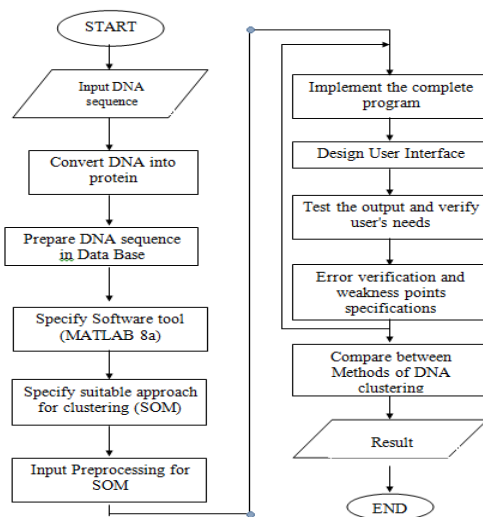 START
Input DNA
sequence
Convert DNA into
protein
Prepare DNA sequence
in Data Base
Specify Software tool
(MATLAB 8a)
Specify suitable approach
for clustering (SOM)
Input Preprocessing for
SOM
Implement the complete
program
Design User Interface
Test the output and verify
user's needs
Error verification and
weakness points
specifications
Compare between
Methods of DNA
clustering
Result
END